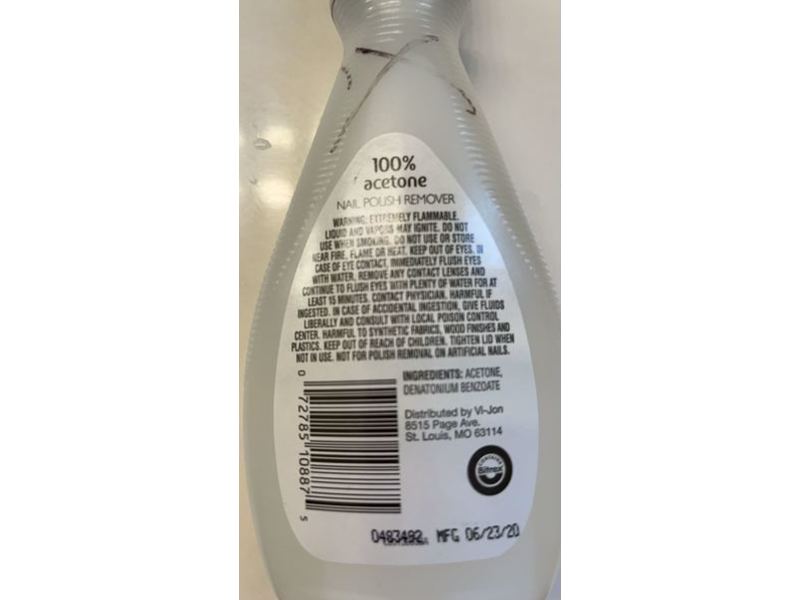 100%
acetone
NAIL POLISH REMOVER
WARNING: EXTREMELY FLAMMABLE.
LIQUID AND VAPORS MAY IGNITE. DO NOT
USE WHEN SMOKING. DO NOT USE OR STORE
NEAR FIRE, FLAME OR HEAT. KEEP OUT OF EYES. IN
CASE OF EYE CONTACT, IMMEDIATELY FLUSH EYES
WITH WATER, REMOVE ANY CONTACT LENSES AND
CONTINUE TO FLUSH EYES WITH PLENTY OF WATER FOR AT
LEAST 15 MINUTES. CONTACT PHYSICIAN. HARMFUL IF
INGESTED. IN CASE OF ACCIDENTAL INGESTION, GIVE FLUIDS
LIBERALLY AND CONSULT WITH LOCAL POISON CONTROL
CENTER. HARMFUL TO SYNTHETIC FABRICS, WOOD FINISHES AND
PLASTICS. KEEP OUT OF REACH OF CHILDREN. TIGHTEN LID WHEN
NOT IN USE. NOT FOR POLISH REMOVAL ON ARTIFICIAL NAILS.
INGREDIENTS: ACETONE,
DENATONIUM BENZOATE
Distributed by Vi-Jon
8515 Page Ave.
St. Louis, MO 63114
CONTAINS
Bitrex
0 72785 10887 5
0483492 MFG 06/23/20